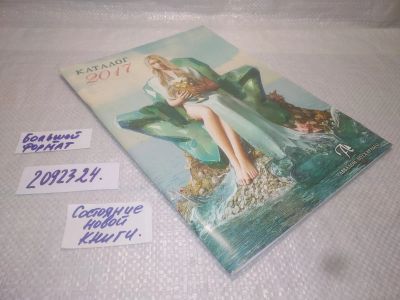 КАТАЛОГ
2017
БОЛЬШОЙ
ФОРМАТ
2092324.
СОСТОЯНИЕ
НОВОЙ
КНИГИ.